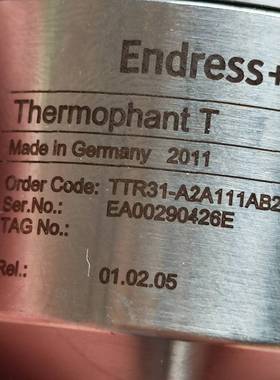 Endress+
Thermophant T
Made in Germany 2011
Order Code: TTR31-A2A111AB2
Ser.No.: EA00290426E
TAG No.:
Rel.: 01.02.05